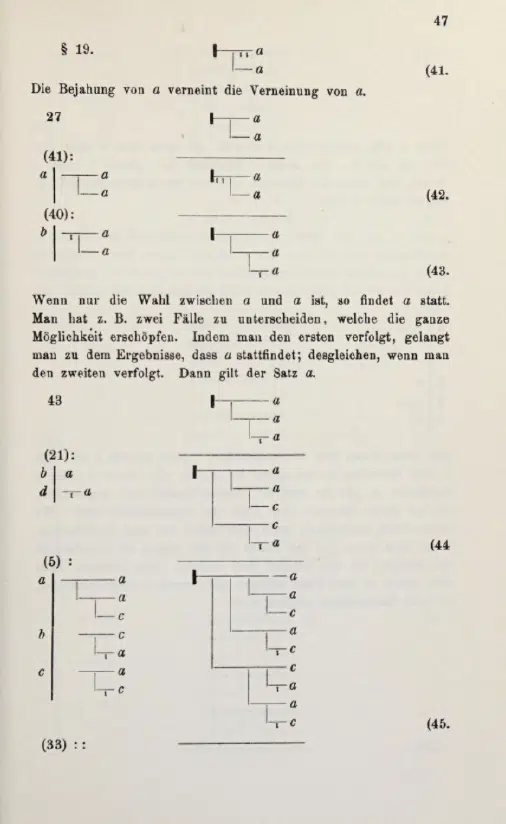 47
§ 19. a
a (41.
Die Bejahung von a verneint die Verneinung von a.
27 a
a
(41):
a a a
a a (42.
(40):
b a a
a a
a (43.
Wenn nur die Wahl zwischen a und a ist, so findet a statt.
Man hat z. B. zwei Fälle zu unterscheiden, welche die ganze
Möglichkeit erschöpfen. Indem man den ersten verfolgt, gelangt
man zu dem Ergebnisse, dass a stattfindet; desgleichen, wenn man
den zweiten verfolgt. Dann gilt der Satz a.
43 a
a
a
(21):
b a a
d a a
c
c
a (44
(5) :
a a a
a a
c c
b c a
a c
c a c
c a
a
c (45.
(33) : :